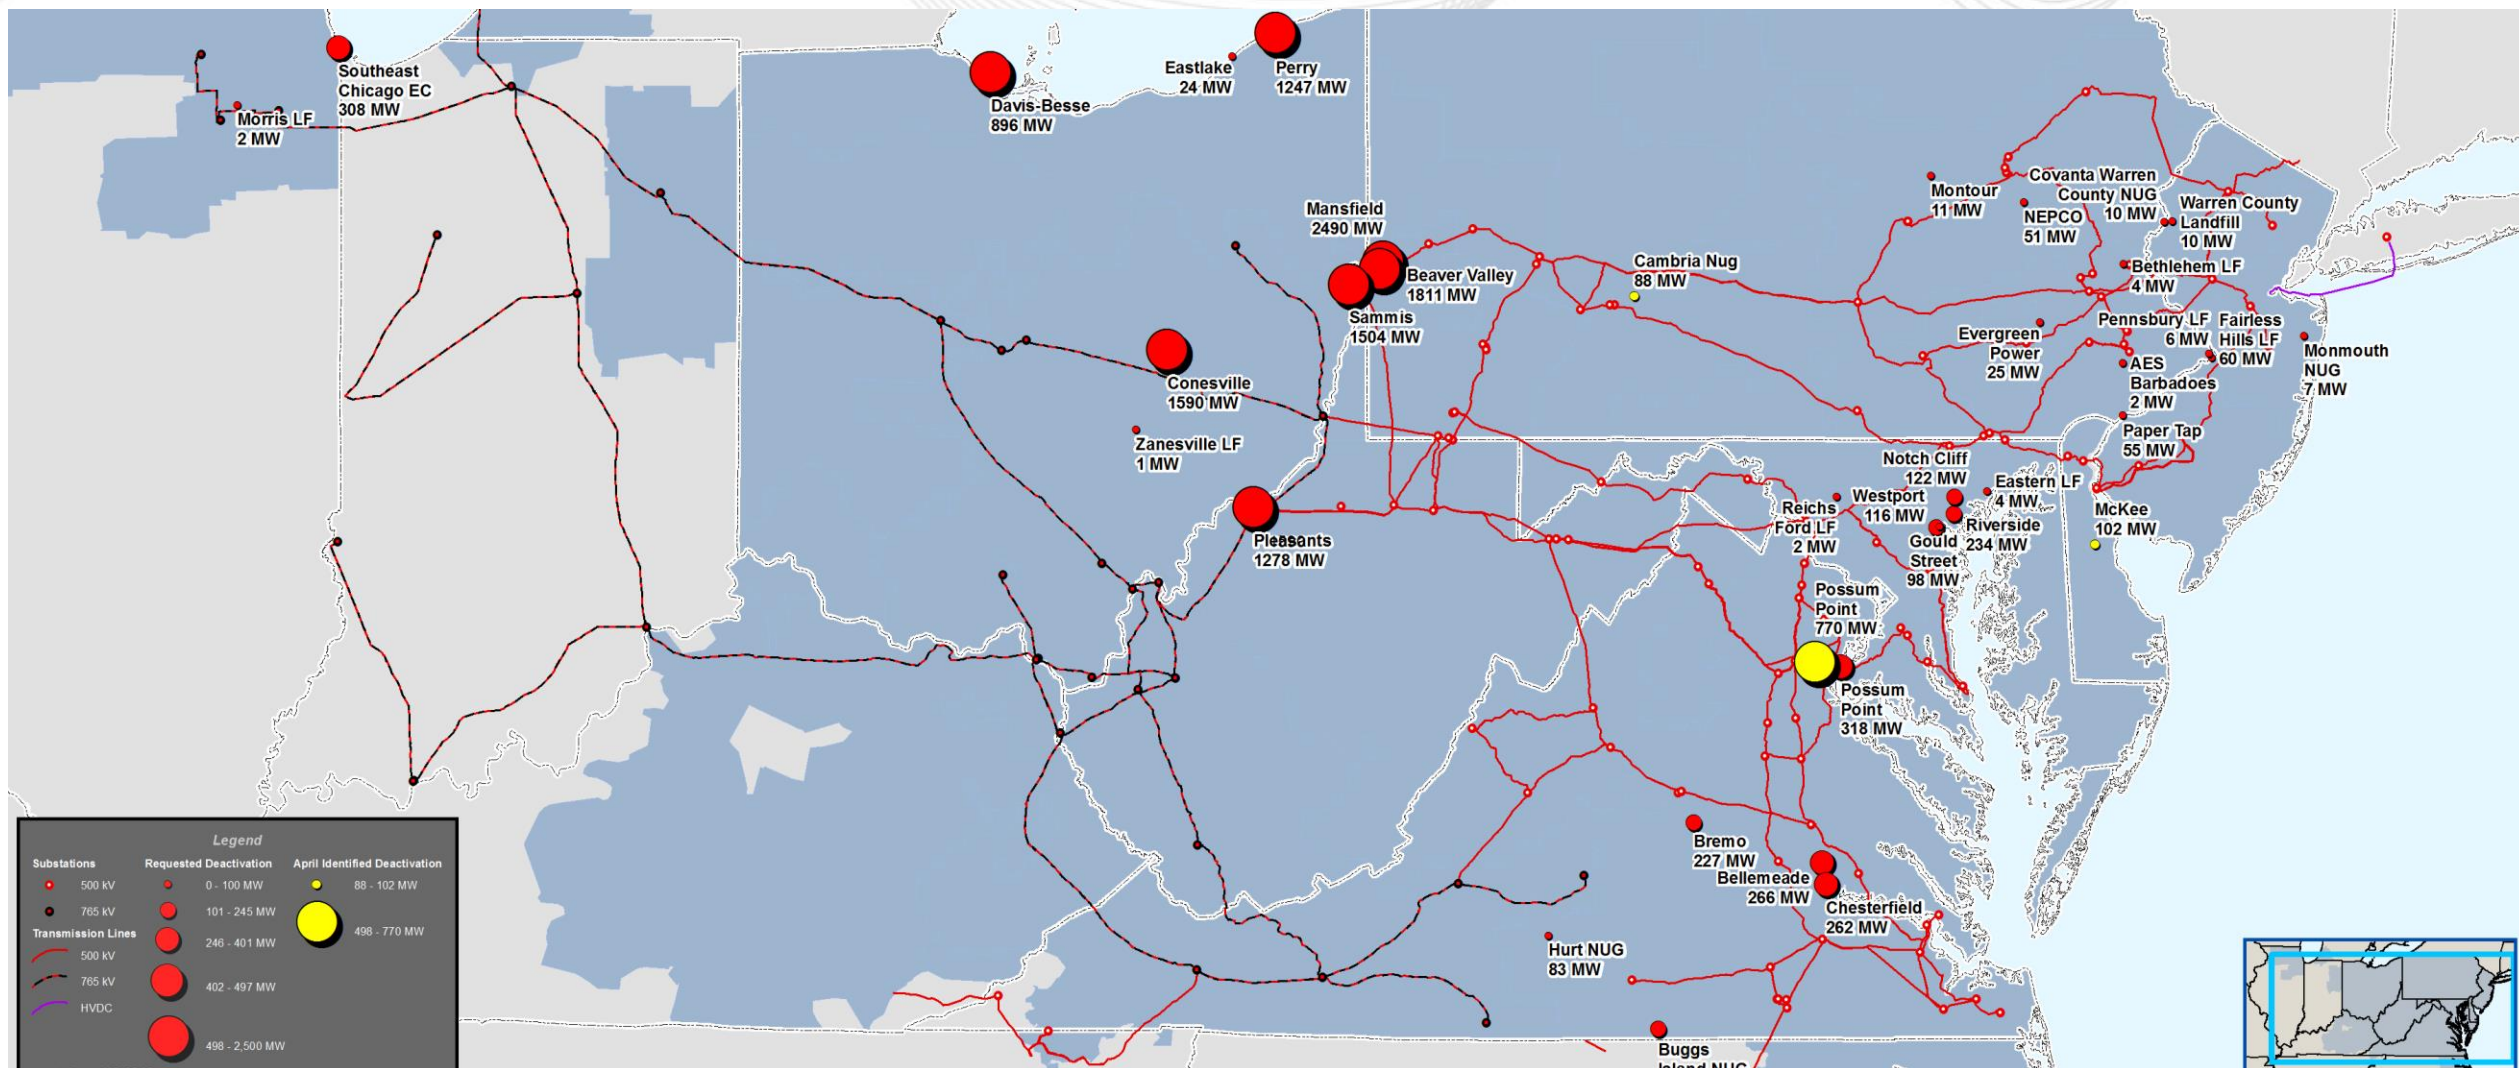 Southeast
Chicago EC
308 MW
Morris LF
2 MW
Davis-Besse
896 MW
Eastlake
24 MW
Perry
1247 MW
Mansfield
2490 MW
Beaver Valley
1811 MW
Sammis
1504 MW
Conesville
1590 MW
Zanesville LF
1 MW
Pleasants
1278 MW
Cambria Nug
88 MW
Montour
11 MW
NEPCO
51 MW
Covanta Warren
County NUG
10 MW
Warren County
Landfill
10 MW
Bethlehem LF
4 MW
Evergreen
Power
25 MW
Pennsbury LF
6 MW
Fairless
Hills LF
60 MW
Monmouth
NUG
7 MW
AES
Barbadoes
2 MW
Paper Tap
55 MW
Notch Cliff
122 MW
Eastern LF
4 MW
Westport
116 MW
Riverside
234 MW
Reichs
Ford LF
2 MW
Gould
Street
98 MW
McKee
102 MW
Possum
Point
770 MW
Possum
Point
318 MW
Bremo
227 MW
Bellemeade
266 MW
Chesterfield
262 MW
Hurt NUG
83 MW
Buggs
Island NUG
Legend
Substations
500 kV
765 kV
Transmission Lines
500 kV
765 kV
HVDC
Requested Deactivation
0 - 100 MW
101 - 245 MW
246 - 401 MW
402 - 497 MW
498 - 2,500 MW
April Identified Deactivation
88 - 102 MW
498 - 770 MW